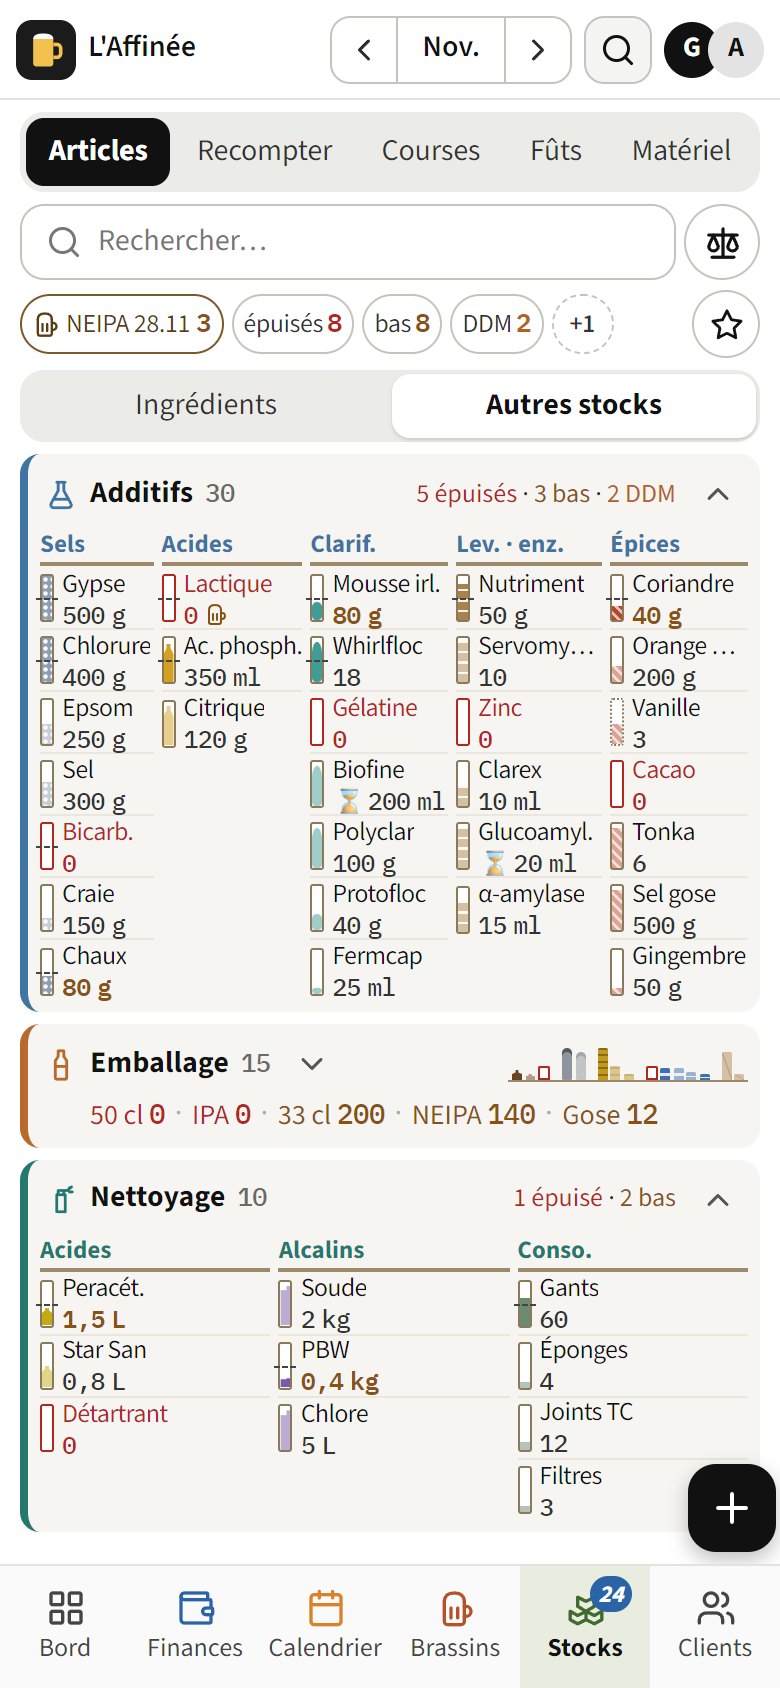 L'Affinée
Nov.
G A
Articles Recompter Courses Fûts Matériel
Rechercher…
NEIPA 28.11 3 épuisés 8 bas 8 DDM 2 +1
Ingrédients Autres stocks
Additifs 30 5 épuisés · 3 bas · 2 DDM
Sels Acides Clarif. Lev. · enz. Épices
Gypse Lactique Mousse irl. Nutriment Coriandre
500 g 0 80 g 50 g 40 g
Chlorure Ac. phosph. Whirlfloc Servomy… Orange …
400 g 350 ml 18 10 200 g
Epsom Citrique Gélatine Zinc Vanille
250 g 120 g 0 0 3
Sel Biofine Clarex Cacao
300 g ⏳ 200 ml 10 ml 0
Bicarb. Polyclar Glucoamyl. Tonka
0 100 g ⏳ 20 ml 6
Craie Protofloc α-amylase Sel gose
150 g 40 g 15 ml 500 g
Chaux Fermcap Gingembre
80 g 25 ml 50 g
Emballage 15
50 cl 0 · IPA 0 · 33 cl 200 · NEIPA 140 · Gose 12
Nettoyage 10 1 épuisé · 2 bas
Acides Alcalins Conso.
Peracét. Soude Gants
1,5 L 2 kg 60
Star San PBW Éponges
0,8 L 0,4 kg 4
Détartrant Chlore Joints TC
0 5 L 12
Filtres
3
24
Bord Finances Calendrier Brassins Stocks Clients